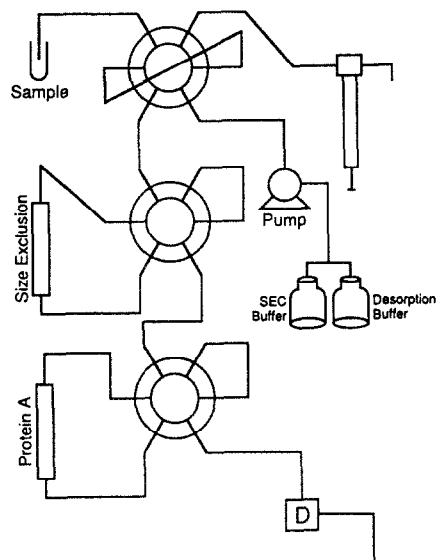 Sample
Pump
Size Exclusion
SEC
Buffer
Desorption
Buffer
Protein A
D